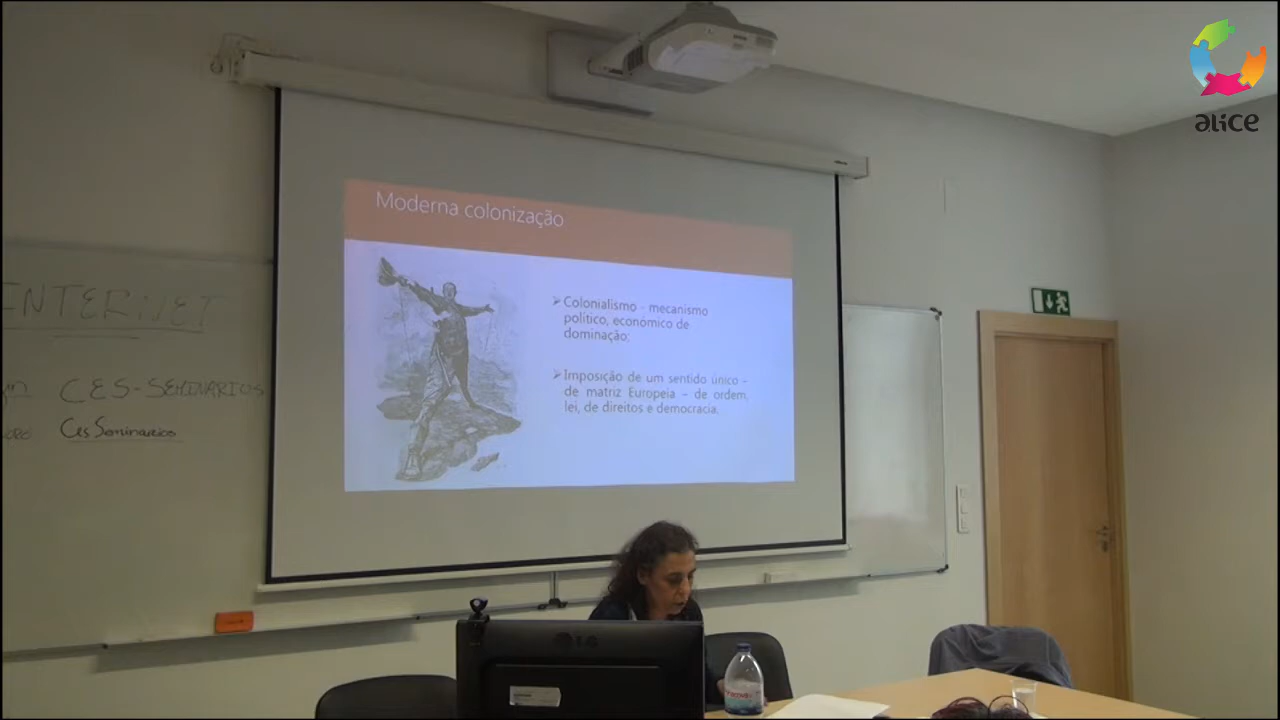 alice
Moderna colonização
➢ Colonialismo - mecanismo
político, económico de
dominação;
➢ Imposição de um sentido único –
de matriz Europeia – de ordem,
lei, de direitos e democracia.
INTERNET
CES-SEMINARIOS
Ces Seminarios
LG